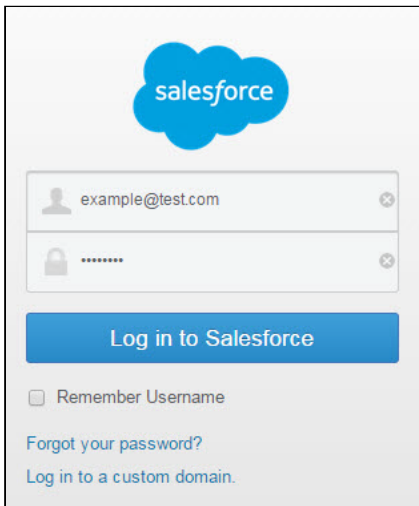 salesforce
example@test.com
••••••••
Log in to Salesforce
Remember Username
Forgot your password?
Log in to a custom domain.